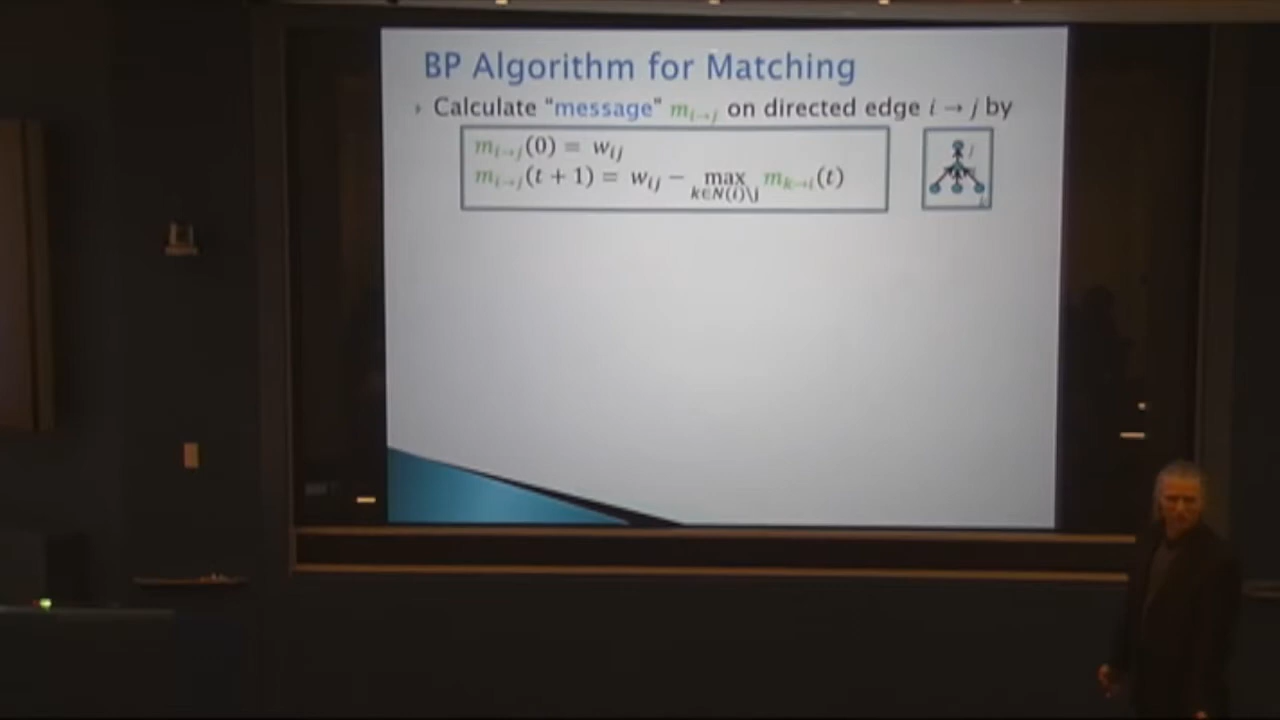 BP Algorithm for Matching
Calculate "message" m_{i→j} on directed edge i → j by
m_{i→j}(0) = w_{ij}
m_{i→j}(t + 1) = w_{ij} − max_{k∈N(i)\j} m_{k→i}(t)
j